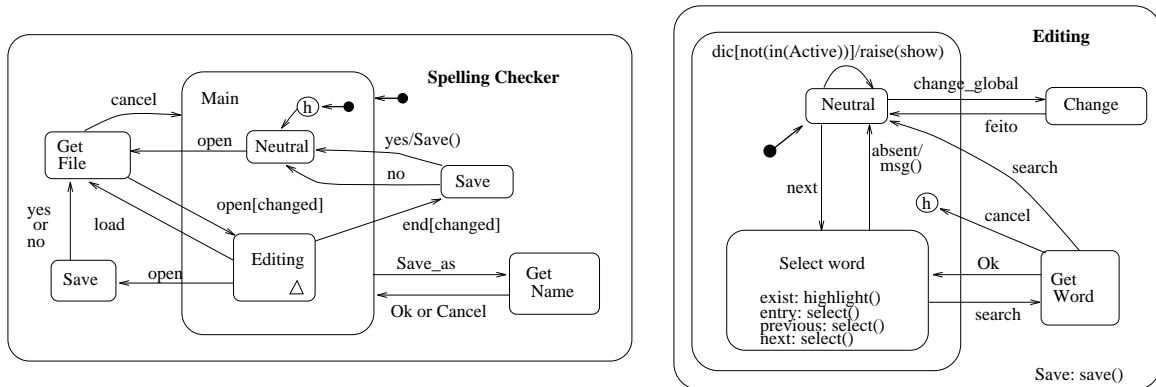 Spelling Checker
Main
cancel
h
Get
File
open
Neutral
yes/Save()
no
Save
yes
or
no
load
open[changed]
end[changed]
Save
open
Editing
Save_as
Get
Name
Ok or Cancel
Editing
dic[not(in(Active))]/raise(show)
Neutral
change_global
Change
feito
absent/
msg()
next
search
h
cancel
Select word
exist: highlight()
entry: select()
previous: select()
next: select()
Ok
Get
Word
search
Save: save()